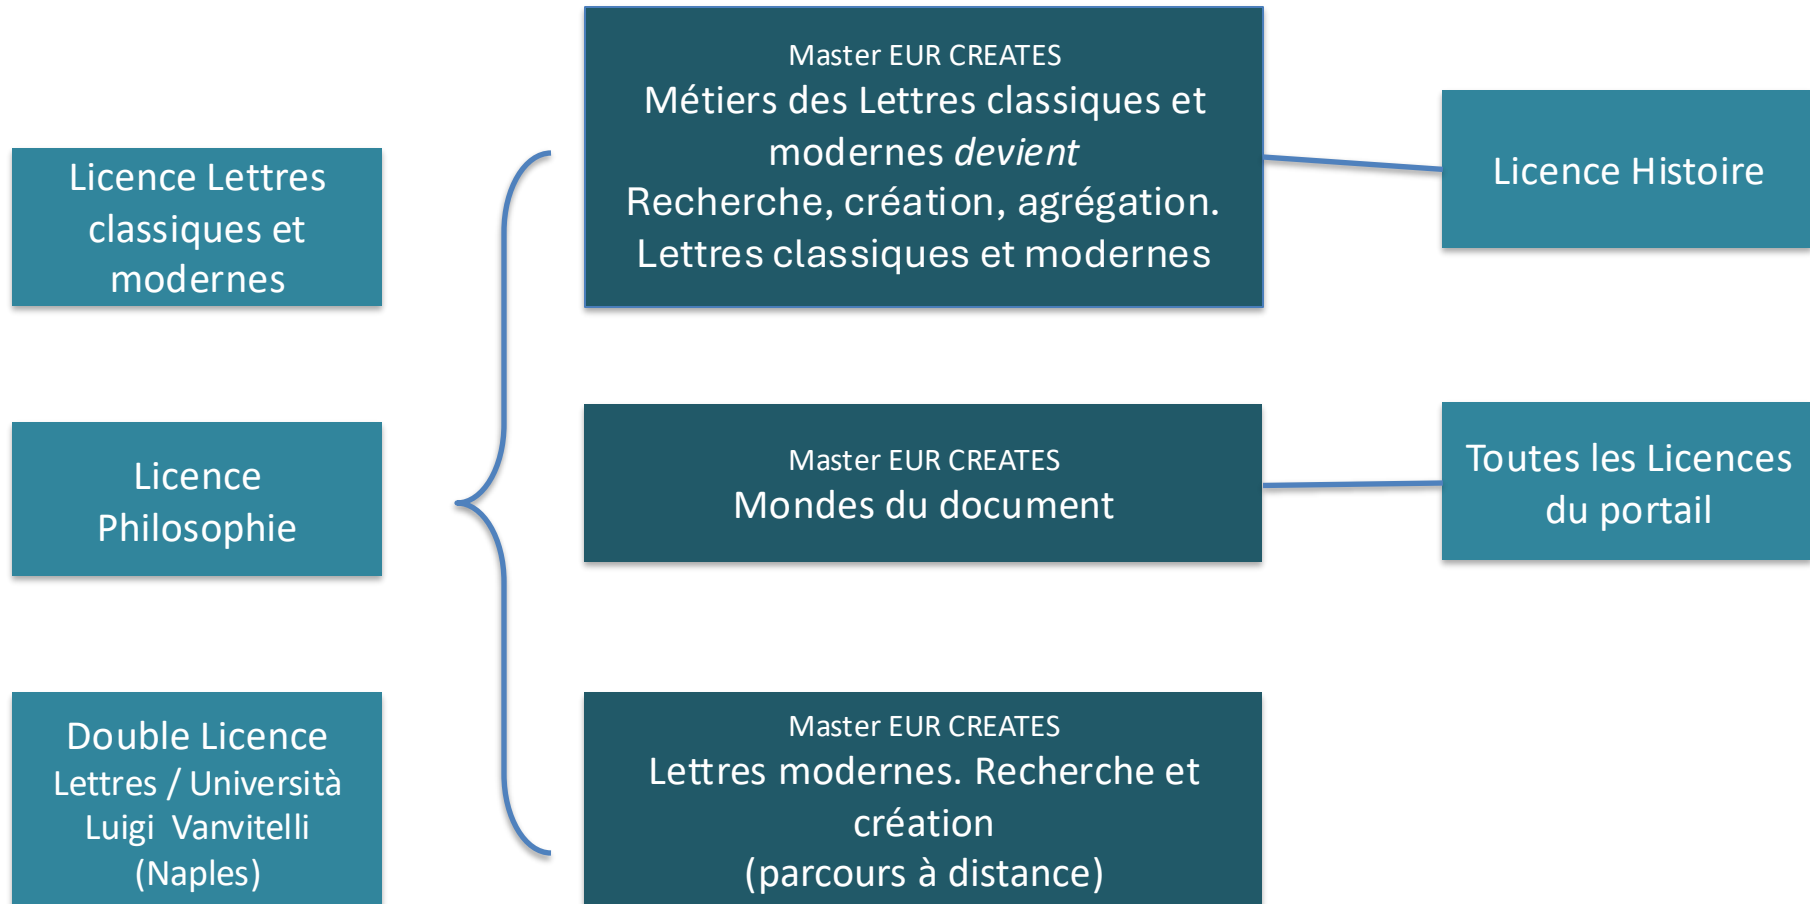 Licence Lettres
classiques et
modernes
Licence
Philosophie
Double Licence
Lettres / Università
Luigi Vanvitelli
(Naples)
Master EUR CREATES
Métiers des Lettres classiques et
modernes devient
Recherche, création, agrégation.
Lettres classiques et modernes
Master EUR CREATES
Mondes du document
Master EUR CREATES
Lettres modernes. Recherche et
création
(parcours à distance)
Licence Histoire
Toutes les Licences
du portail